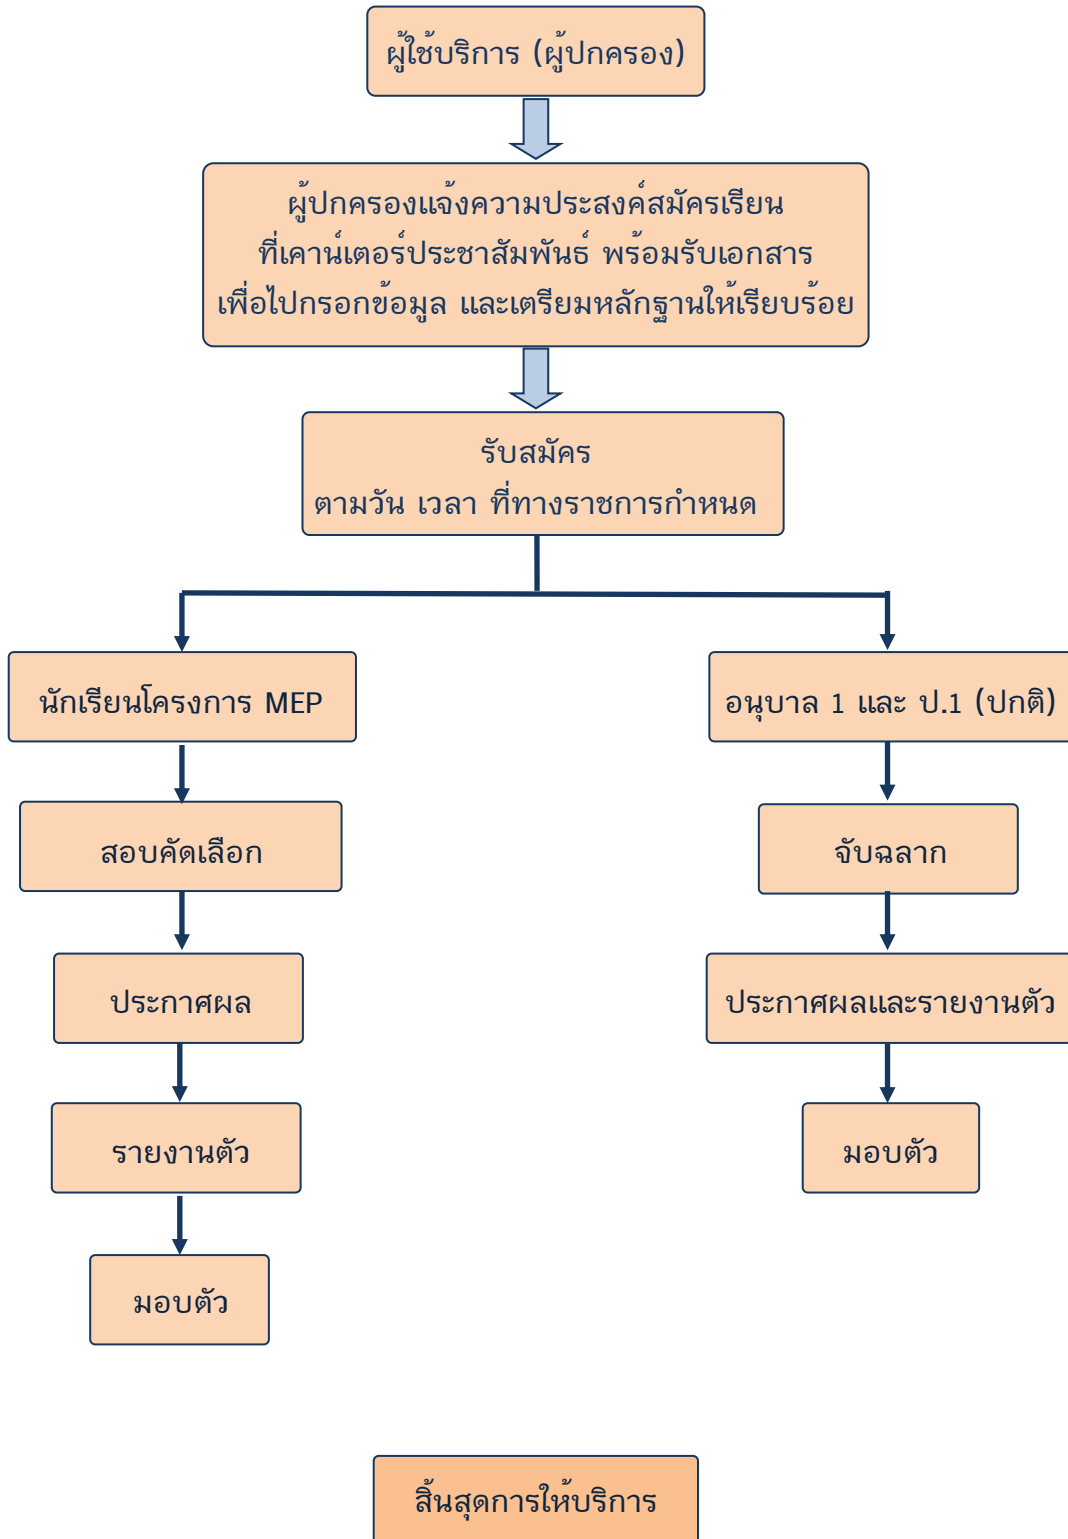 ผู้ใช้บริการ (ผู้ปกครอง)
ผู้ปกครองแจ้งความประสงค์สมัครเรียน
ที่เคาน์เตอร์ประชาสัมพันธ์ พร้อมรับเอกสาร
เพื่อไปกรอกข้อมูล และเตรียมหลักฐานให้เรียบร้อย
รับสมัคร
ตามวัน เวลา ที่ทางราชการกำหนด
นักเรียนโครงการ MEP
สอบคัดเลือก
ประกาศผล
รายงานตัว
มอบตัว
อนุบาล 1 และ ป.1 (ปกติ)
จับฉลาก
ประกาศผลและรายงานตัว
มอบตัว
สิ้นสุดการให้บริการ